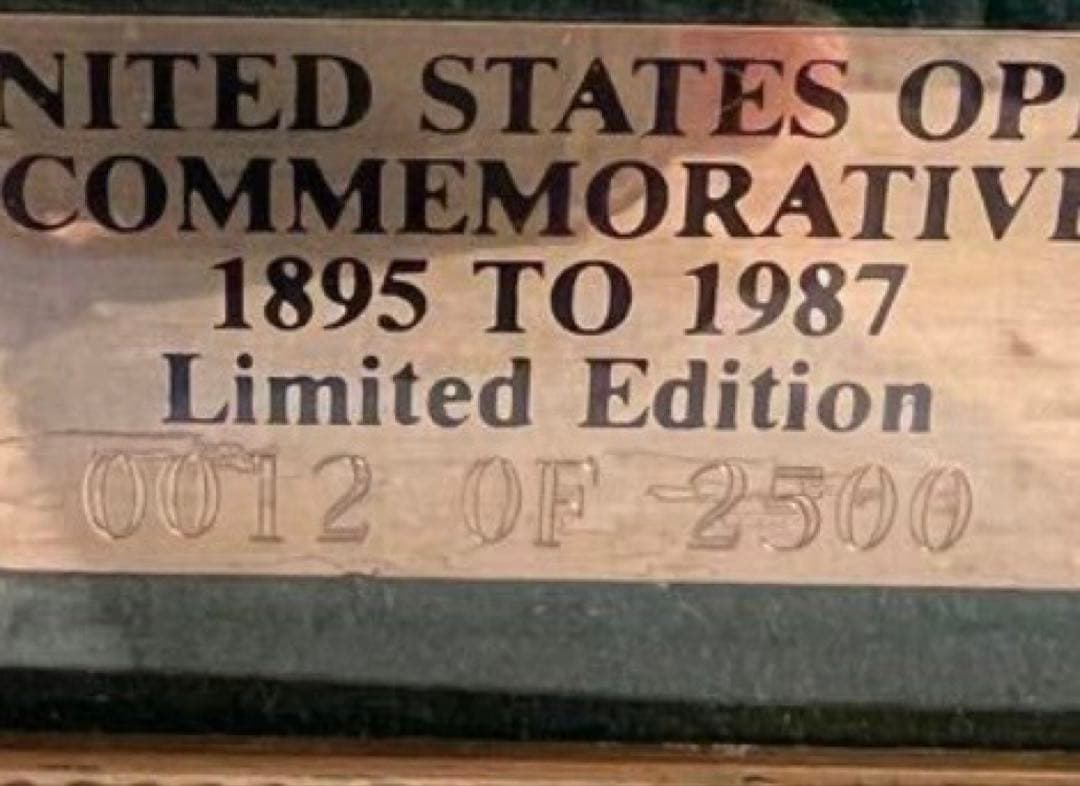 NITED STATES OP
COMMEMORATIVE
1895 TO 1987
Limited Edition
0012 OF 2500